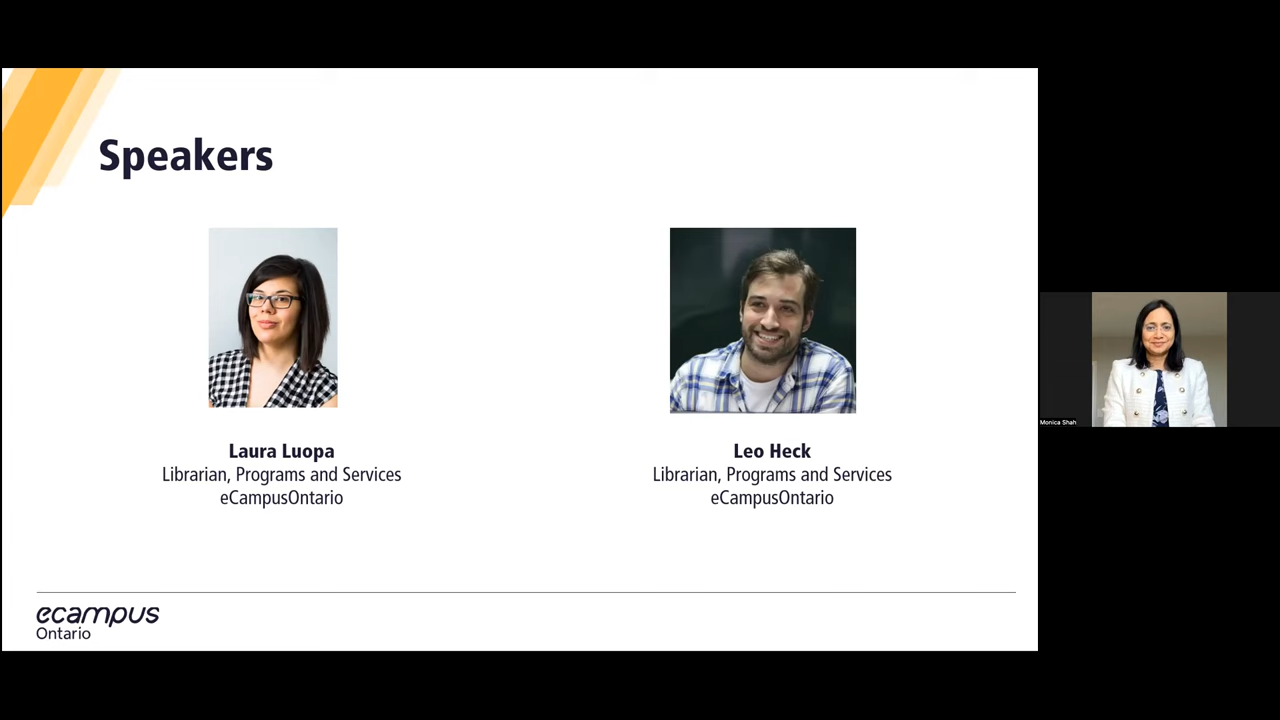 Speakers
Laura Luopa
Librarian, Programs and Services
eCampusOntario
Leo Heck
Librarian, Programs and Services
eCampusOntario
Monica Shah
ecampus
Ontario